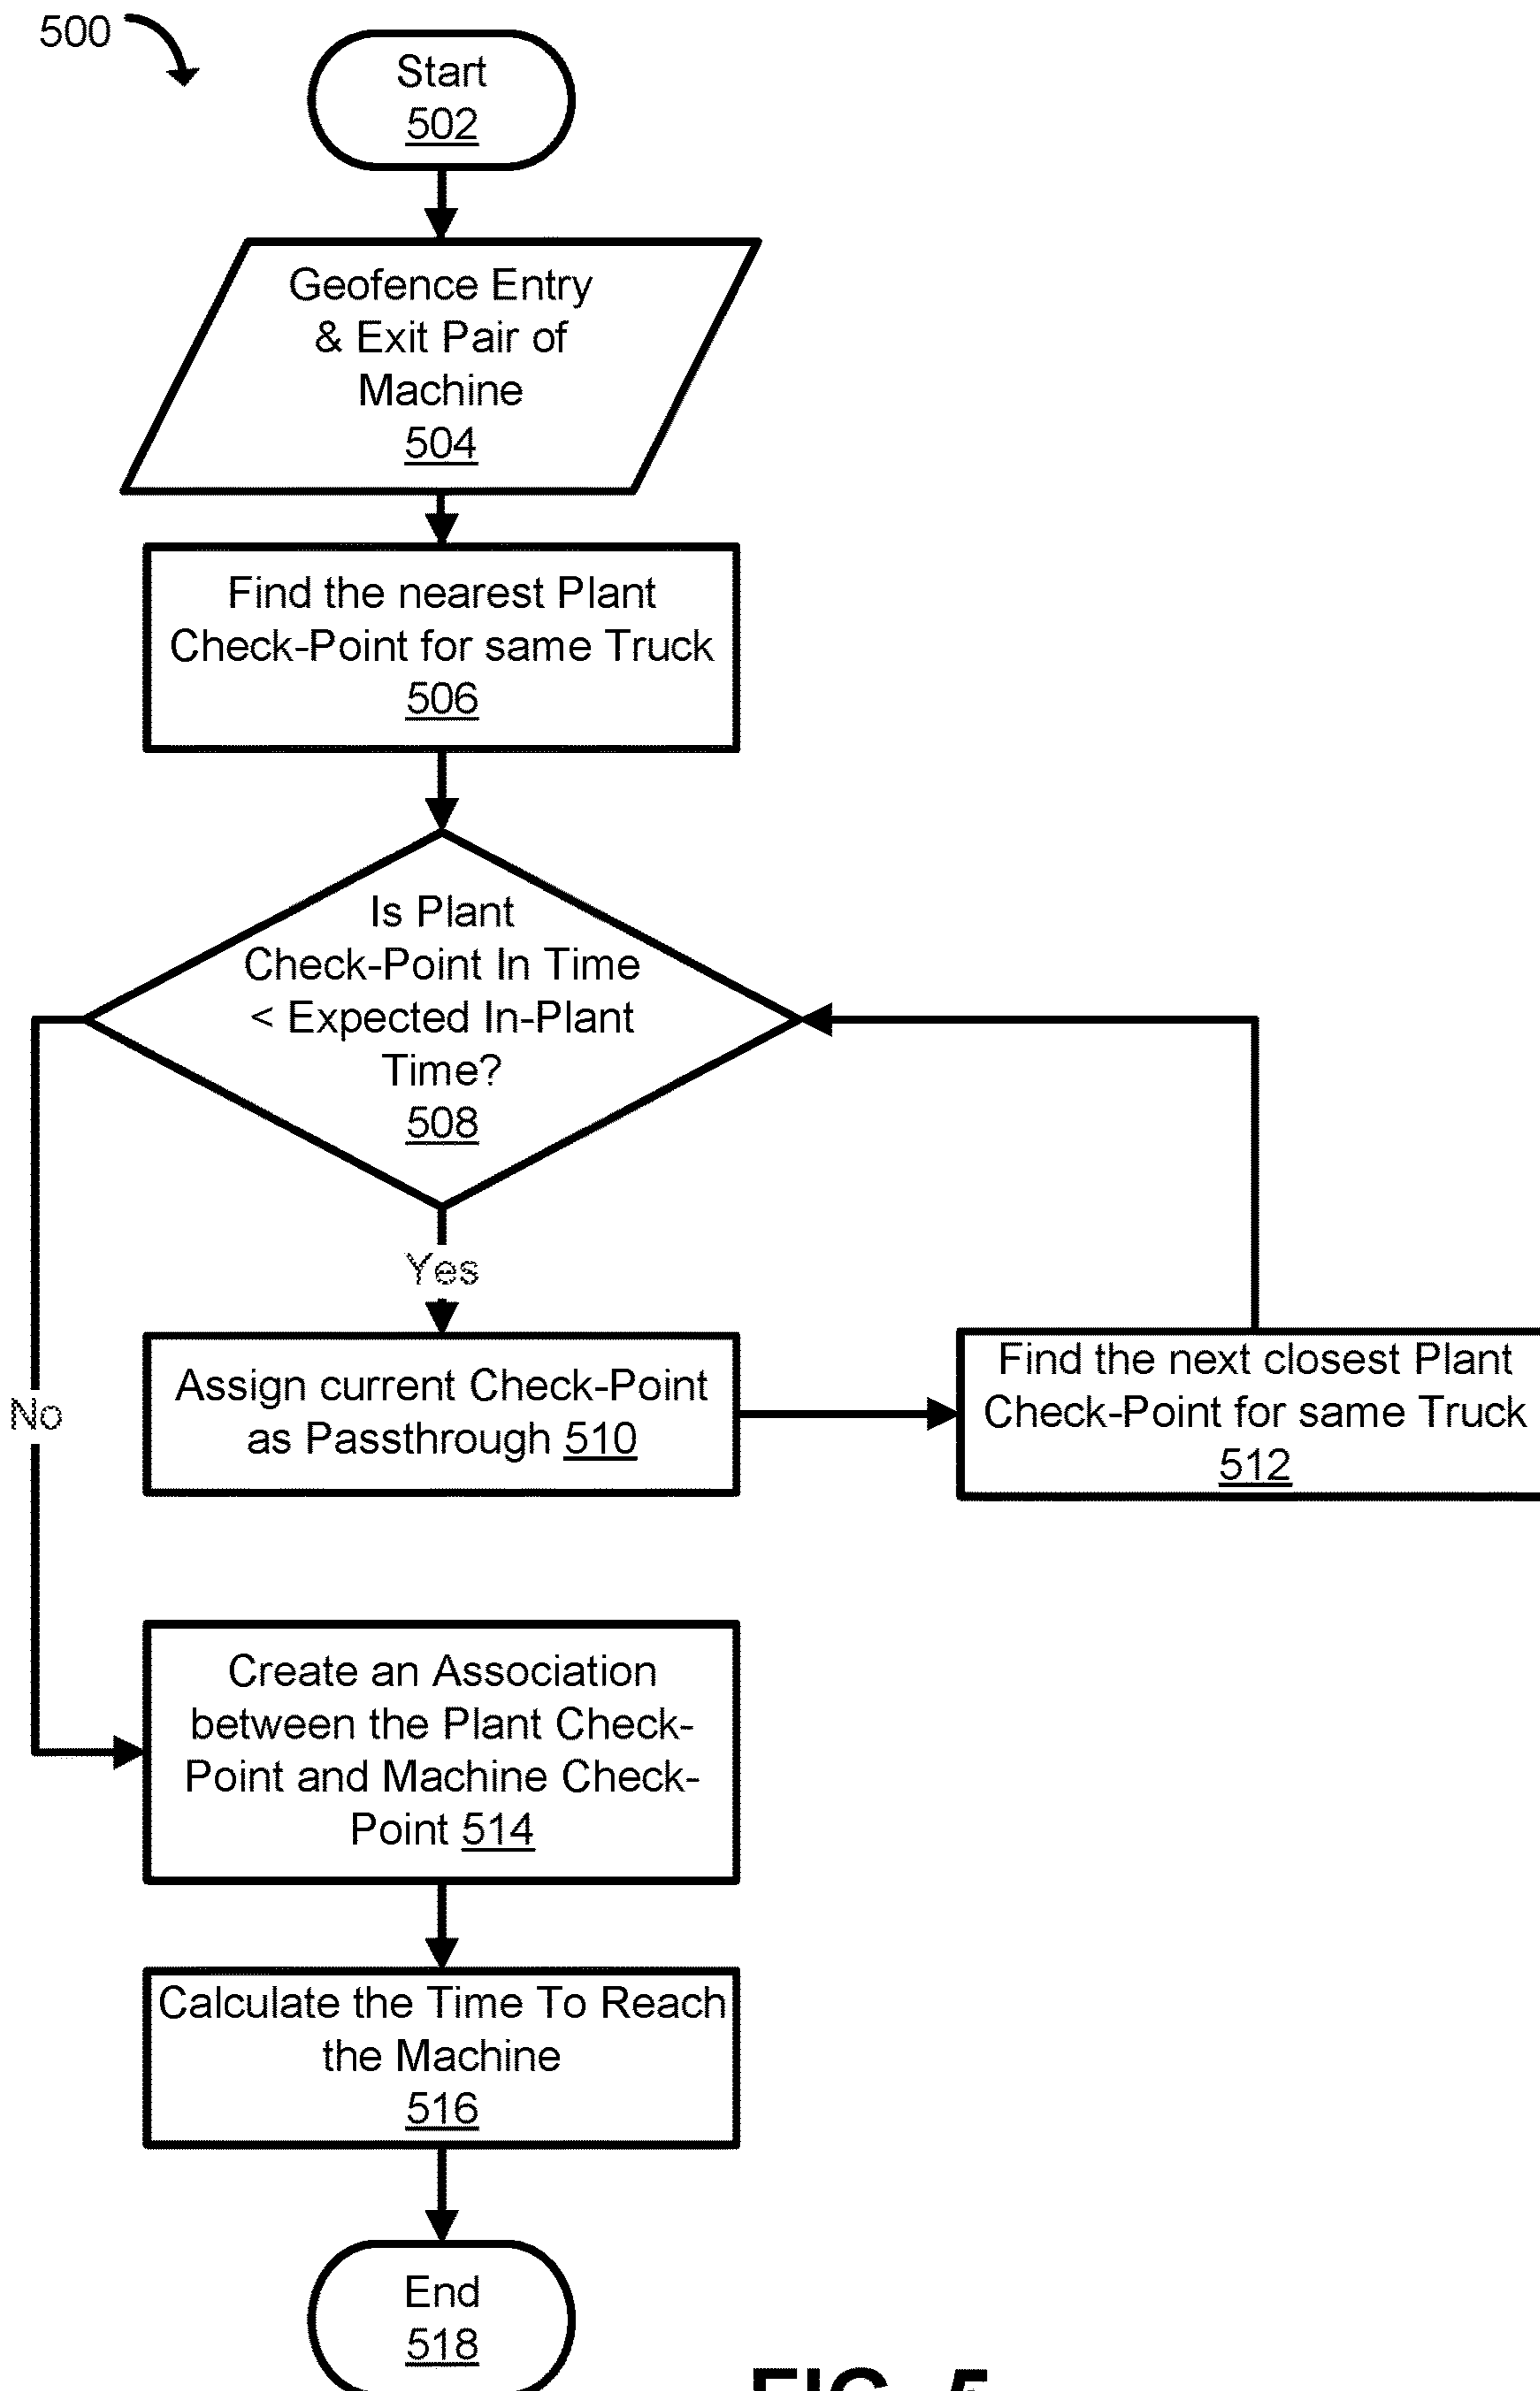 500
Start
502
Geofence Entry
& Exit Pair of
Machine
504
Find the nearest Plant
Check-Point for same Truck
506
Is Plant
Check-Point In Time
< Expected In-Plant
Time?
508
Yes
No
Assign current Check-Point
as Passthrough 510
Find the next closest Plant
Check-Point for same Truck
512
Create an Association
between the Plant Check-
Point and Machine Check-
Point 514
Calculate the Time To Reach
the Machine
516
End
518
FIG. 5